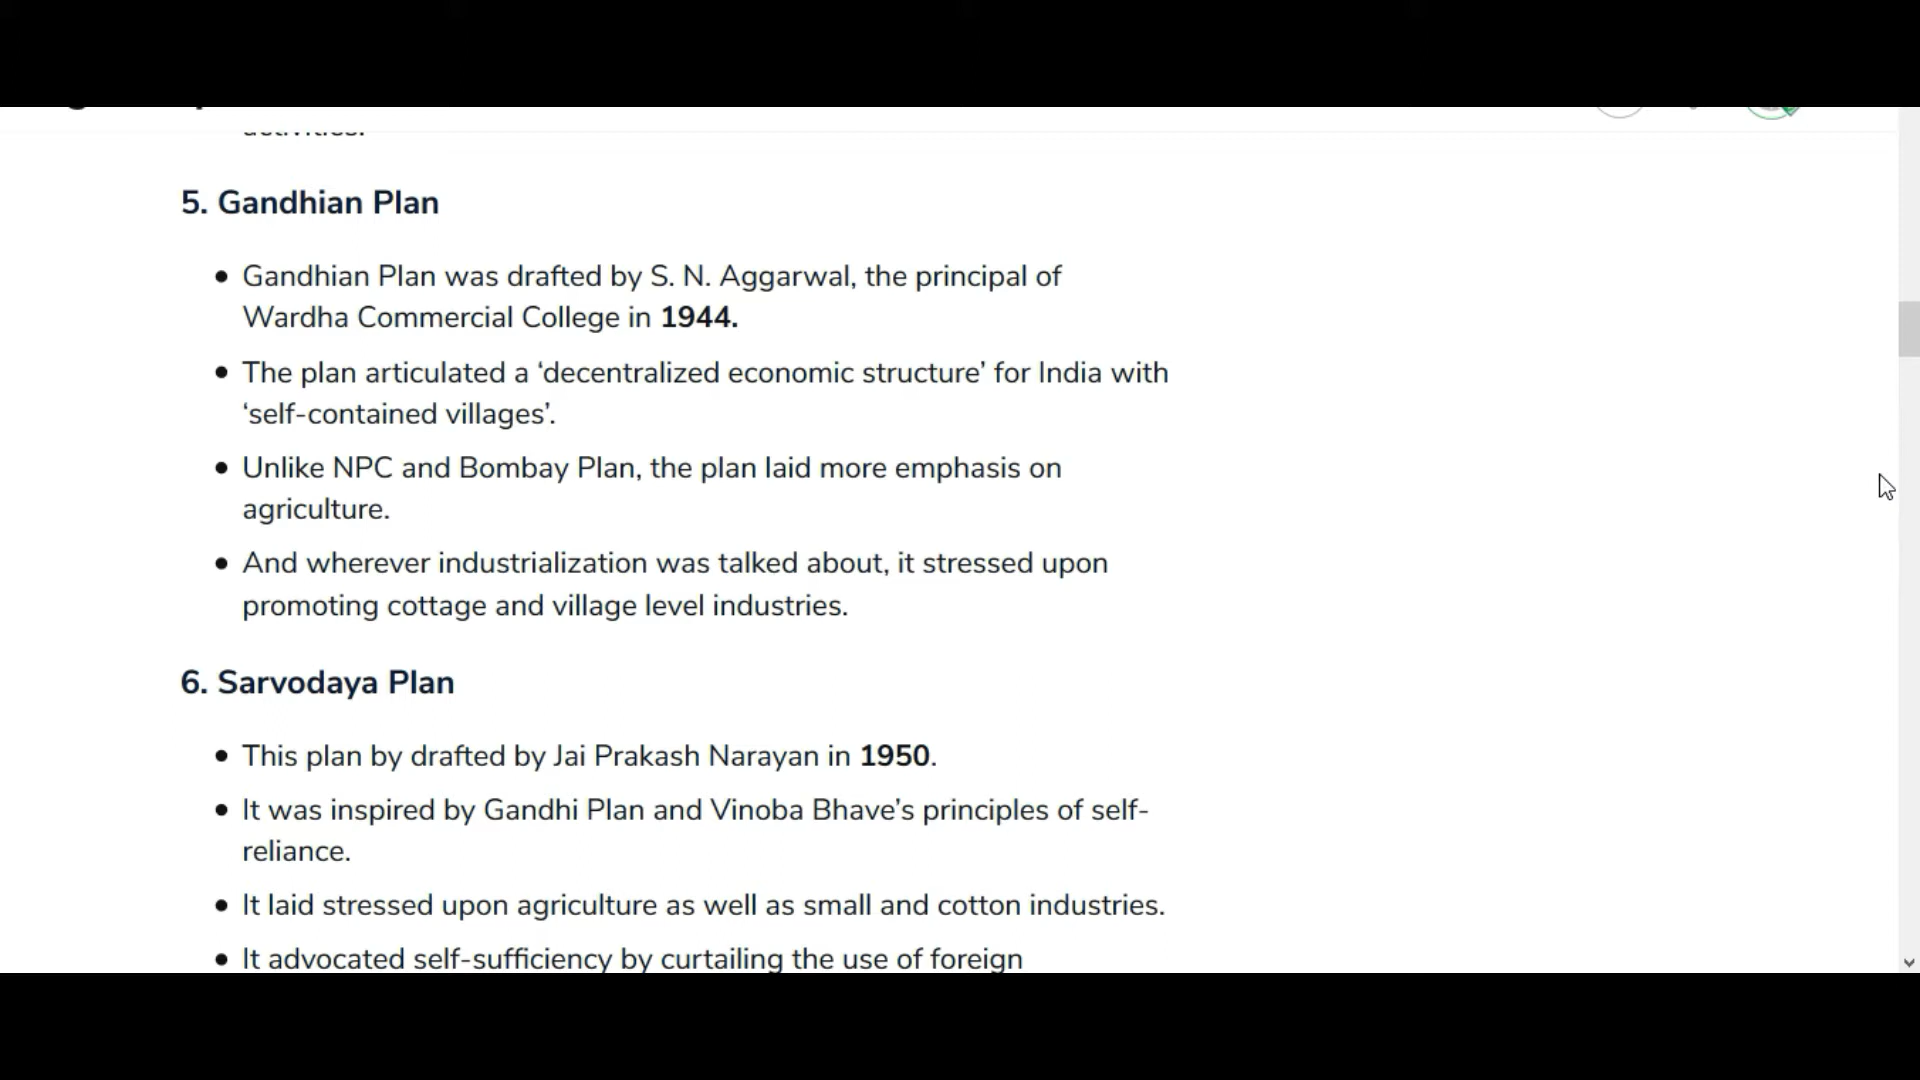 5. Gandhian Plan
● Gandhian Plan was drafted by S. N. Aggarwal, the principal of
Wardha Commercial College in 1944.
● The plan articulated a ‘decentralized economic structure’ for India with
‘self-contained villages’.
● Unlike NPC and Bombay Plan, the plan laid more emphasis on
agriculture.
● And wherever industrialization was talked about, it stressed upon
promoting cottage and village level industries.
6. Sarvodaya Plan
● This plan by drafted by Jai Prakash Narayan in 1950.
● It was inspired by Gandhi Plan and Vinoba Bhave’s principles of self-
reliance.
● It laid stressed upon agriculture as well as small and cotton industries.
● It advocated self-sufficiency by curtailing the use of foreign